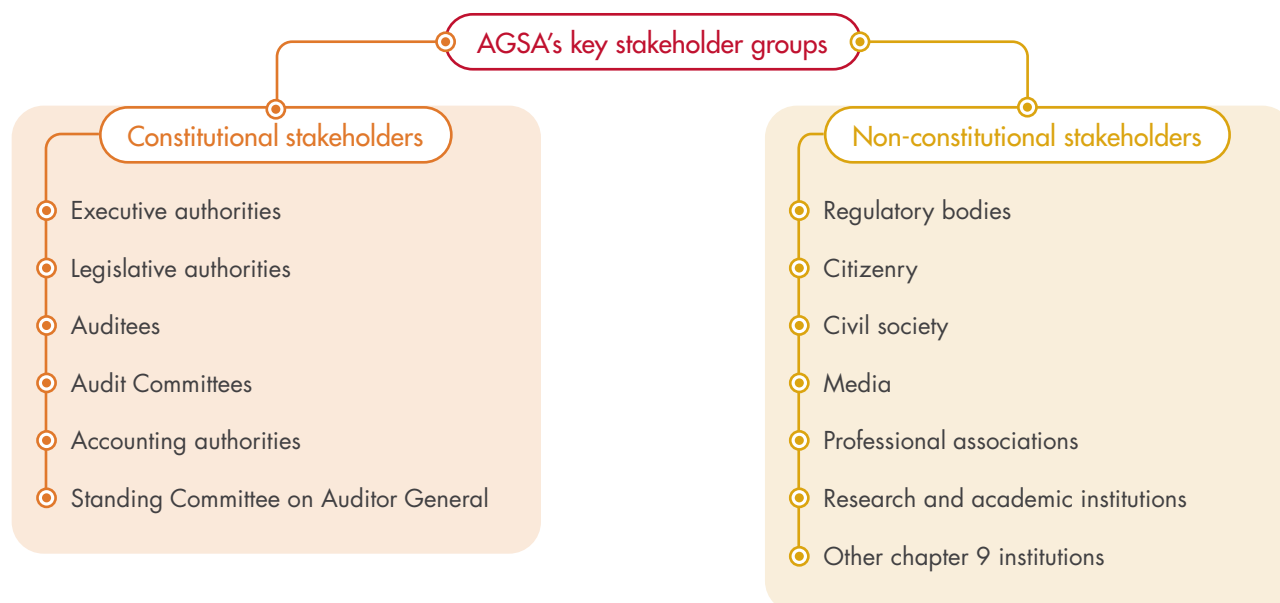 AGSA's key stakeholder groups
Constitutional stakeholders
Executive authorities
Legislative authorities
Auditees
Audit Committees
Accounting authorities
Standing Committee on Auditor General
Non-constitutional stakeholders
Regulatory bodies
Citizenry
Civil society
Media
Professional associations
Research and academic institutions
Other chapter 9 institutions